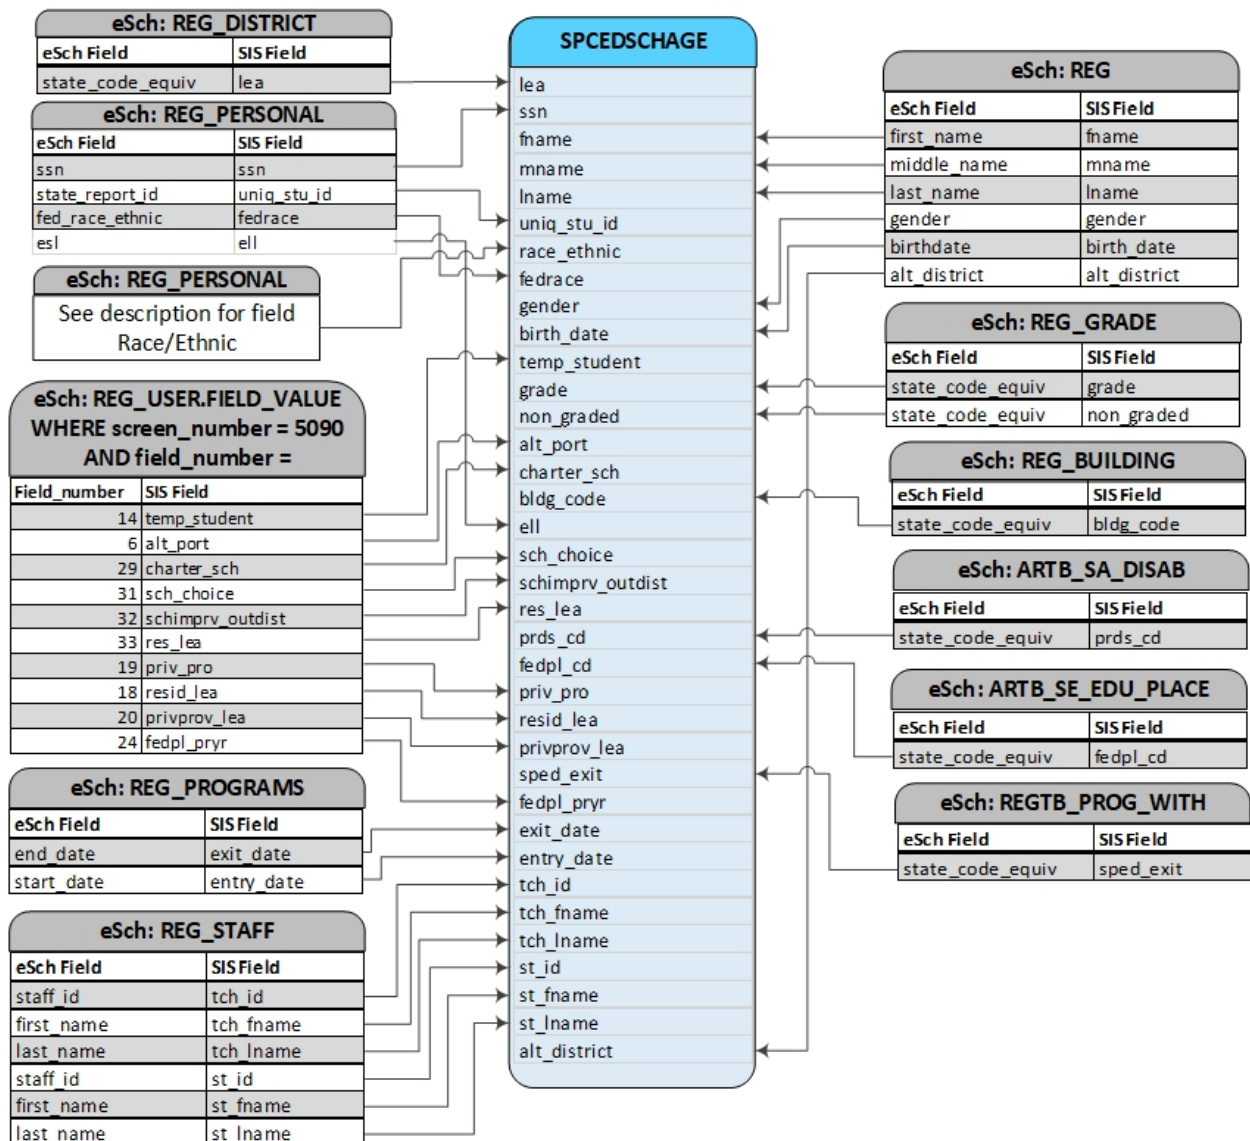 eSch: REG_DISTRICT
eSch Field SIS Field
state_code_equiv lea
eSch: REG_PERSONAL
eSch Field SIS Field
ssn ssn
state_report_id uniq_stu_id
fed_race_ethnic fedrace
esl ell
eSch: REG_PERSONAL
See description for field
Race/Ethnic
eSch: REG_USER.FIELD_VALUE
WHERE screen_number = 5090
AND field_number =
Field_number SIS Field
14 temp_student
6 alt_port
29 charter_sch
31 sch_choice
32 schimprv_outdist
33 res_lea
19 priv_pro
18 resid_lea
20 privprov_lea
24 fedpl_pryr
eSch: REG_PROGRAMS
eSch Field SIS Field
end_date exit_date
start_date entry_date
eSch: REG_STAFF
eSch Field SIS Field
staff_id tch_id
first_name tch_fname
last_name tch_lname
staff_id st_id
first_name st_fname
last_name st_lname
SPCEDSCHAGE
lea
ssn
fname
mname
lname
uniq_stu_id
race_ethnic
fedrace
gender
birth_date
temp_student
grade
non_graded
alt_port
charter_sch
bldg_code
ell
sch_choice
schimprv_outdist
res_lea
prds_cd
fedpl_cd
priv_pro
resid_lea
privprov_lea
sped_exit
fedpl_pryr
exit_date
entry_date
tch_id
tch_fname
tch_lname
st_id
st_fname
st_lname
alt_district
eSch: REG
eSch Field SIS Field
first_name fname
middle_name mname
last_name lname
gender gender
birthdate birth_date
alt_district alt_district
eSch: REG_GRADE
eSch Field SIS Field
state_code_equiv grade
state_code_equiv non_graded
eSch: REG_BUILDING
eSch Field SIS Field
state_code_equiv bldg_code
eSch: ARTB_SA_DISAB
eSch Field SIS Field
state_code_equiv prds_cd
eSch: ARTB_SE_EDU_PLACE
eSch Field SIS Field
state_code_equiv fedpl_cd
eSch: REGTB_PROG_WITH
eSch Field SIS Field
state_code_equiv sped_exit